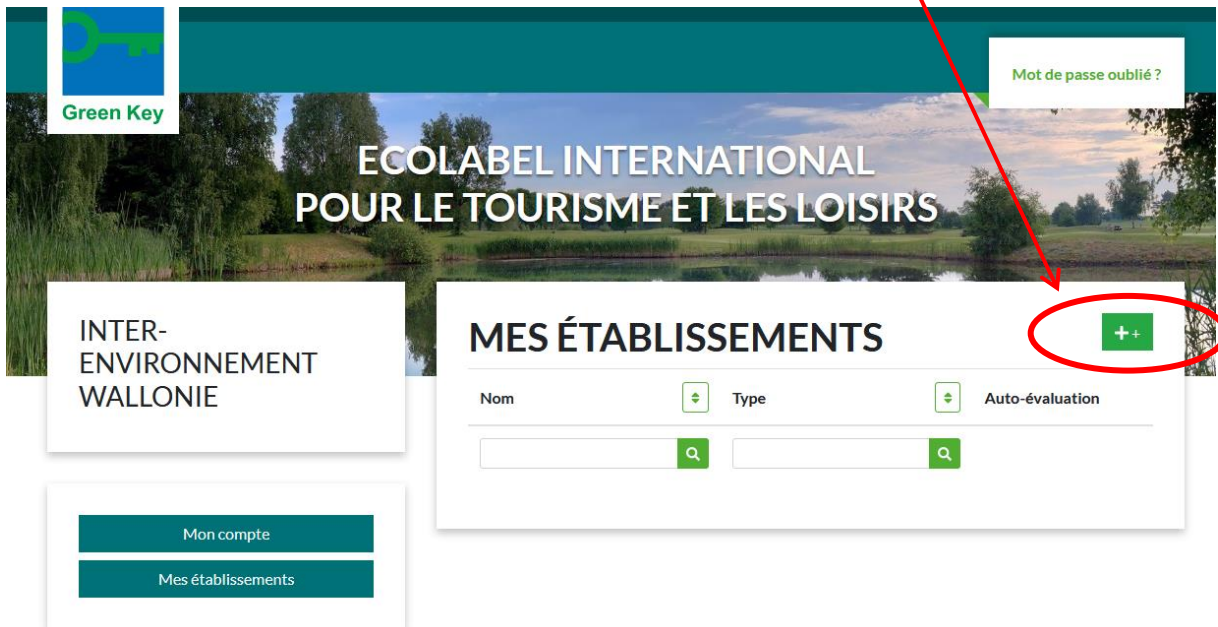 Green Key
Mot de passe oublié ?
ECOLABEL INTERNATIONAL
POUR LE TOURISME ET LES LOISIRS
INTER-
ENVIRONNEMENT
WALLONIE
Mon compte
Mes établissements
MES ÉTABLISSEMENTS
++
Nom
Type
Auto-évaluation